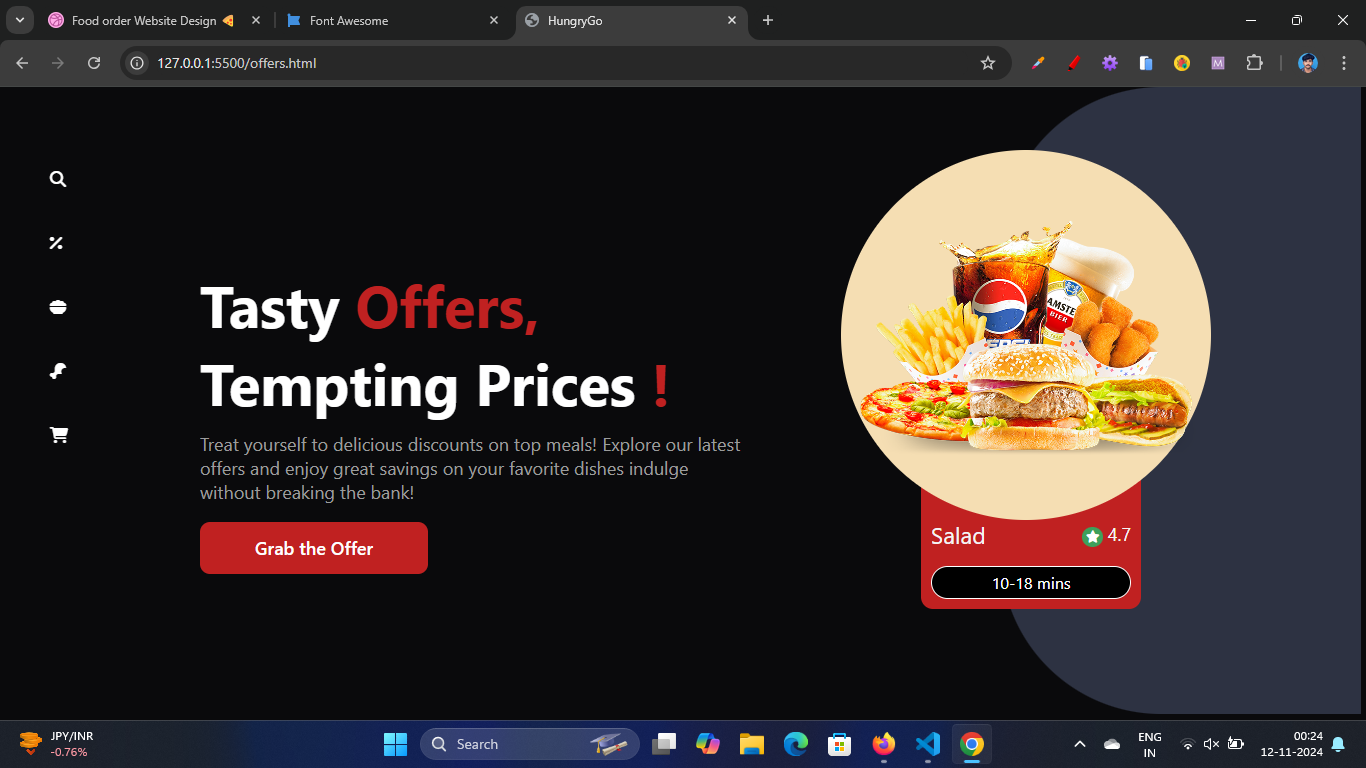 Food order Website Design
Font Awesome
HungryGo
127.0.0.1:5500/offers.html
M
Tasty Offers,
Tempting Prices !
Treat yourself to delicious discounts on top meals! Explore our latest
offers and enjoy great savings on your favorite dishes indulge
without breaking the bank!
Grab the Offer
AMSTE
BIER
Salad
4.7
10-18 mins
JPY/INR
-0.76%
Search
ENG
IN
00:24
12-11-2024